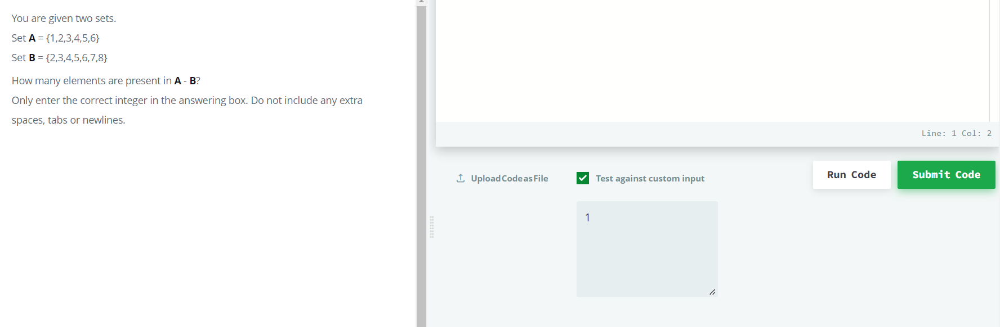 You are given two sets.
Set A = {1,2,3,4,5,6}
Set B = {2,3,4,5,6,7,8}
How many elements are present in A - B?
Only enter the correct integer in the answering box. Do not include any extra
spaces, tabs or newlines.
Line: 1 Col: 2
Upload Code as File
Test against custom input
Run Code
Submit Code
1